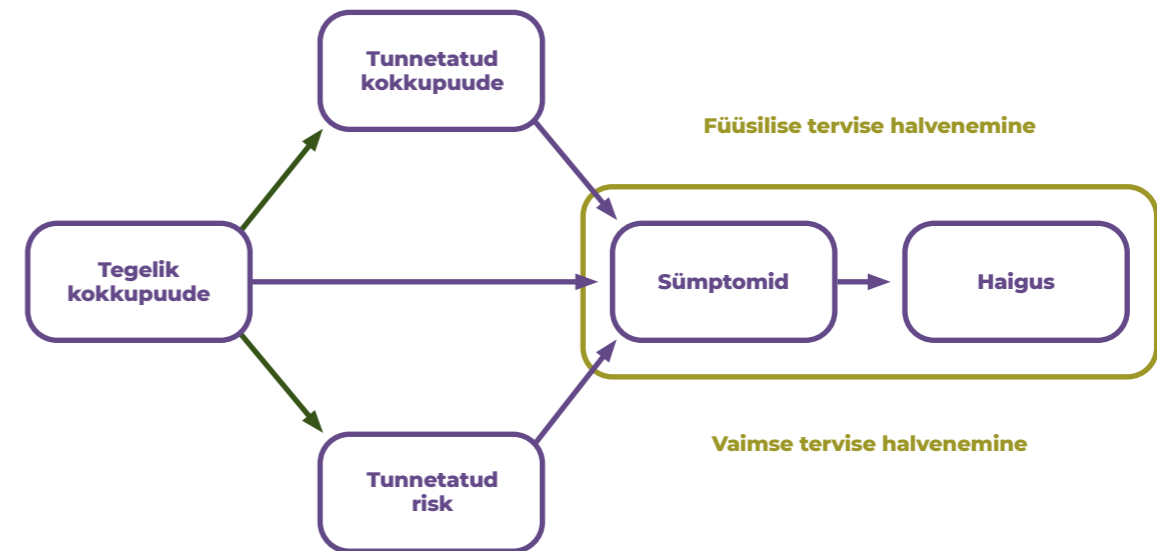 Tunnetatud
kokkupuude
Füüsilise tervise halvenemine
Tegelik
kokkupuude
Sümptomid
Haigus
Vaimse tervise halvenemine
Tunnetatud
risk